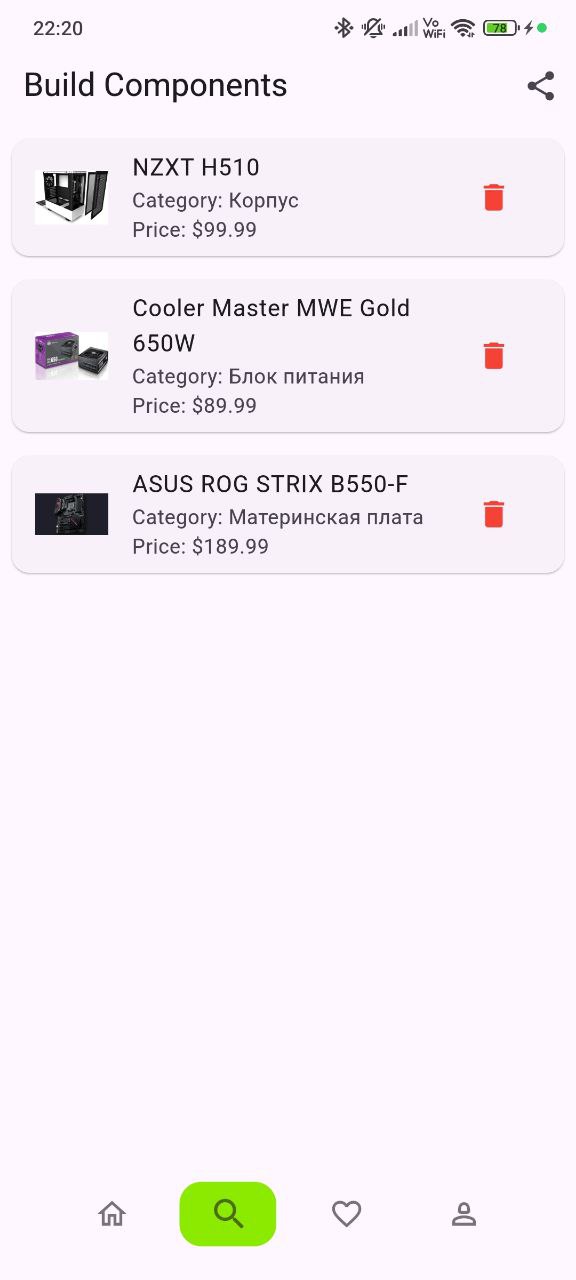 22:20
Vo
WiFi
78
Build Components
NZXT H510
Category: Корпус
Price: $99.99
Cooler Master MWE Gold
650W
Category: Блок питания
Price: $89.99
ASUS ROG STRIX B550-F
Category: Материнская плата
Price: $189.99